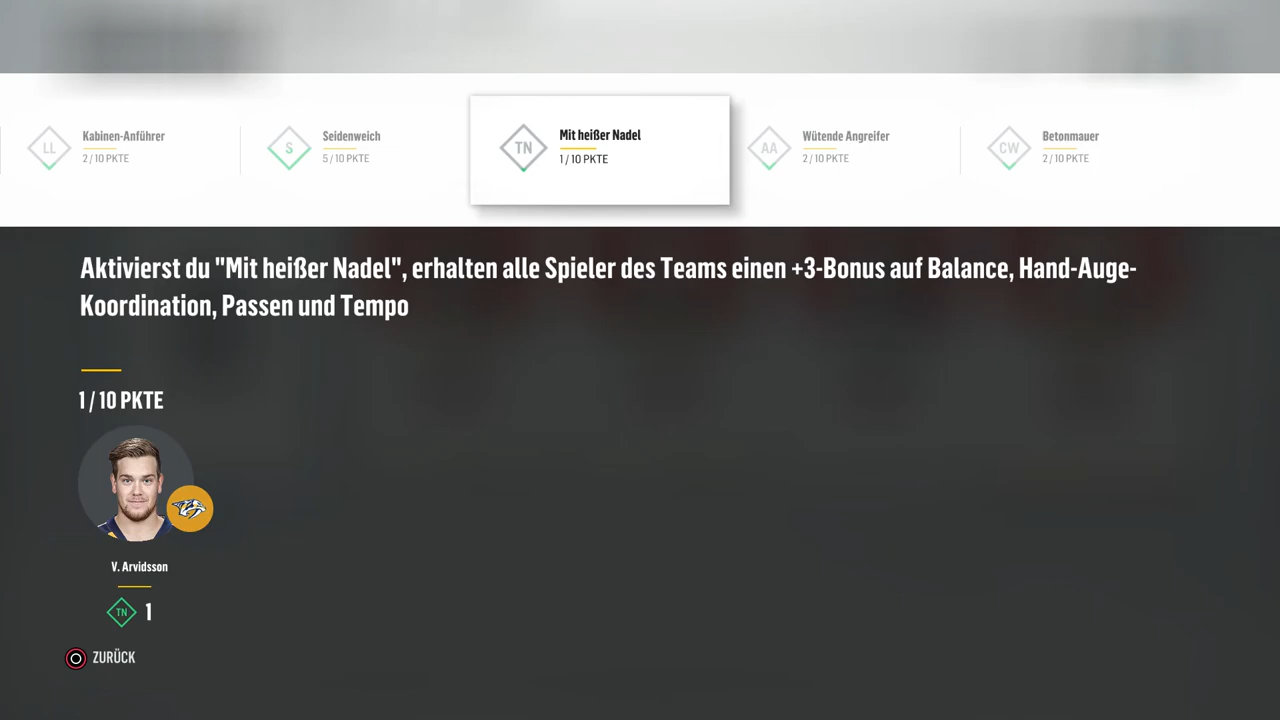 LL
Kabinen-Anführer
2 / 10 PKTE
S
Seidenweich
5 / 10 PKTE
TN
Mit heißer Nadel
1 / 10 PKTE
AA
Wütende Angreifer
2 / 10 PKTE
CW
Betonmauer
2 / 10 PKTE
Aktivierst du "Mit heißer Nadel", erhalten alle Spieler des Teams einen +3-Bonus auf Balance, Hand-Auge-
Koordination, Passen und Tempo
1 / 10 PKTE
V. Arvidsson
TN 1
ZURÜCK